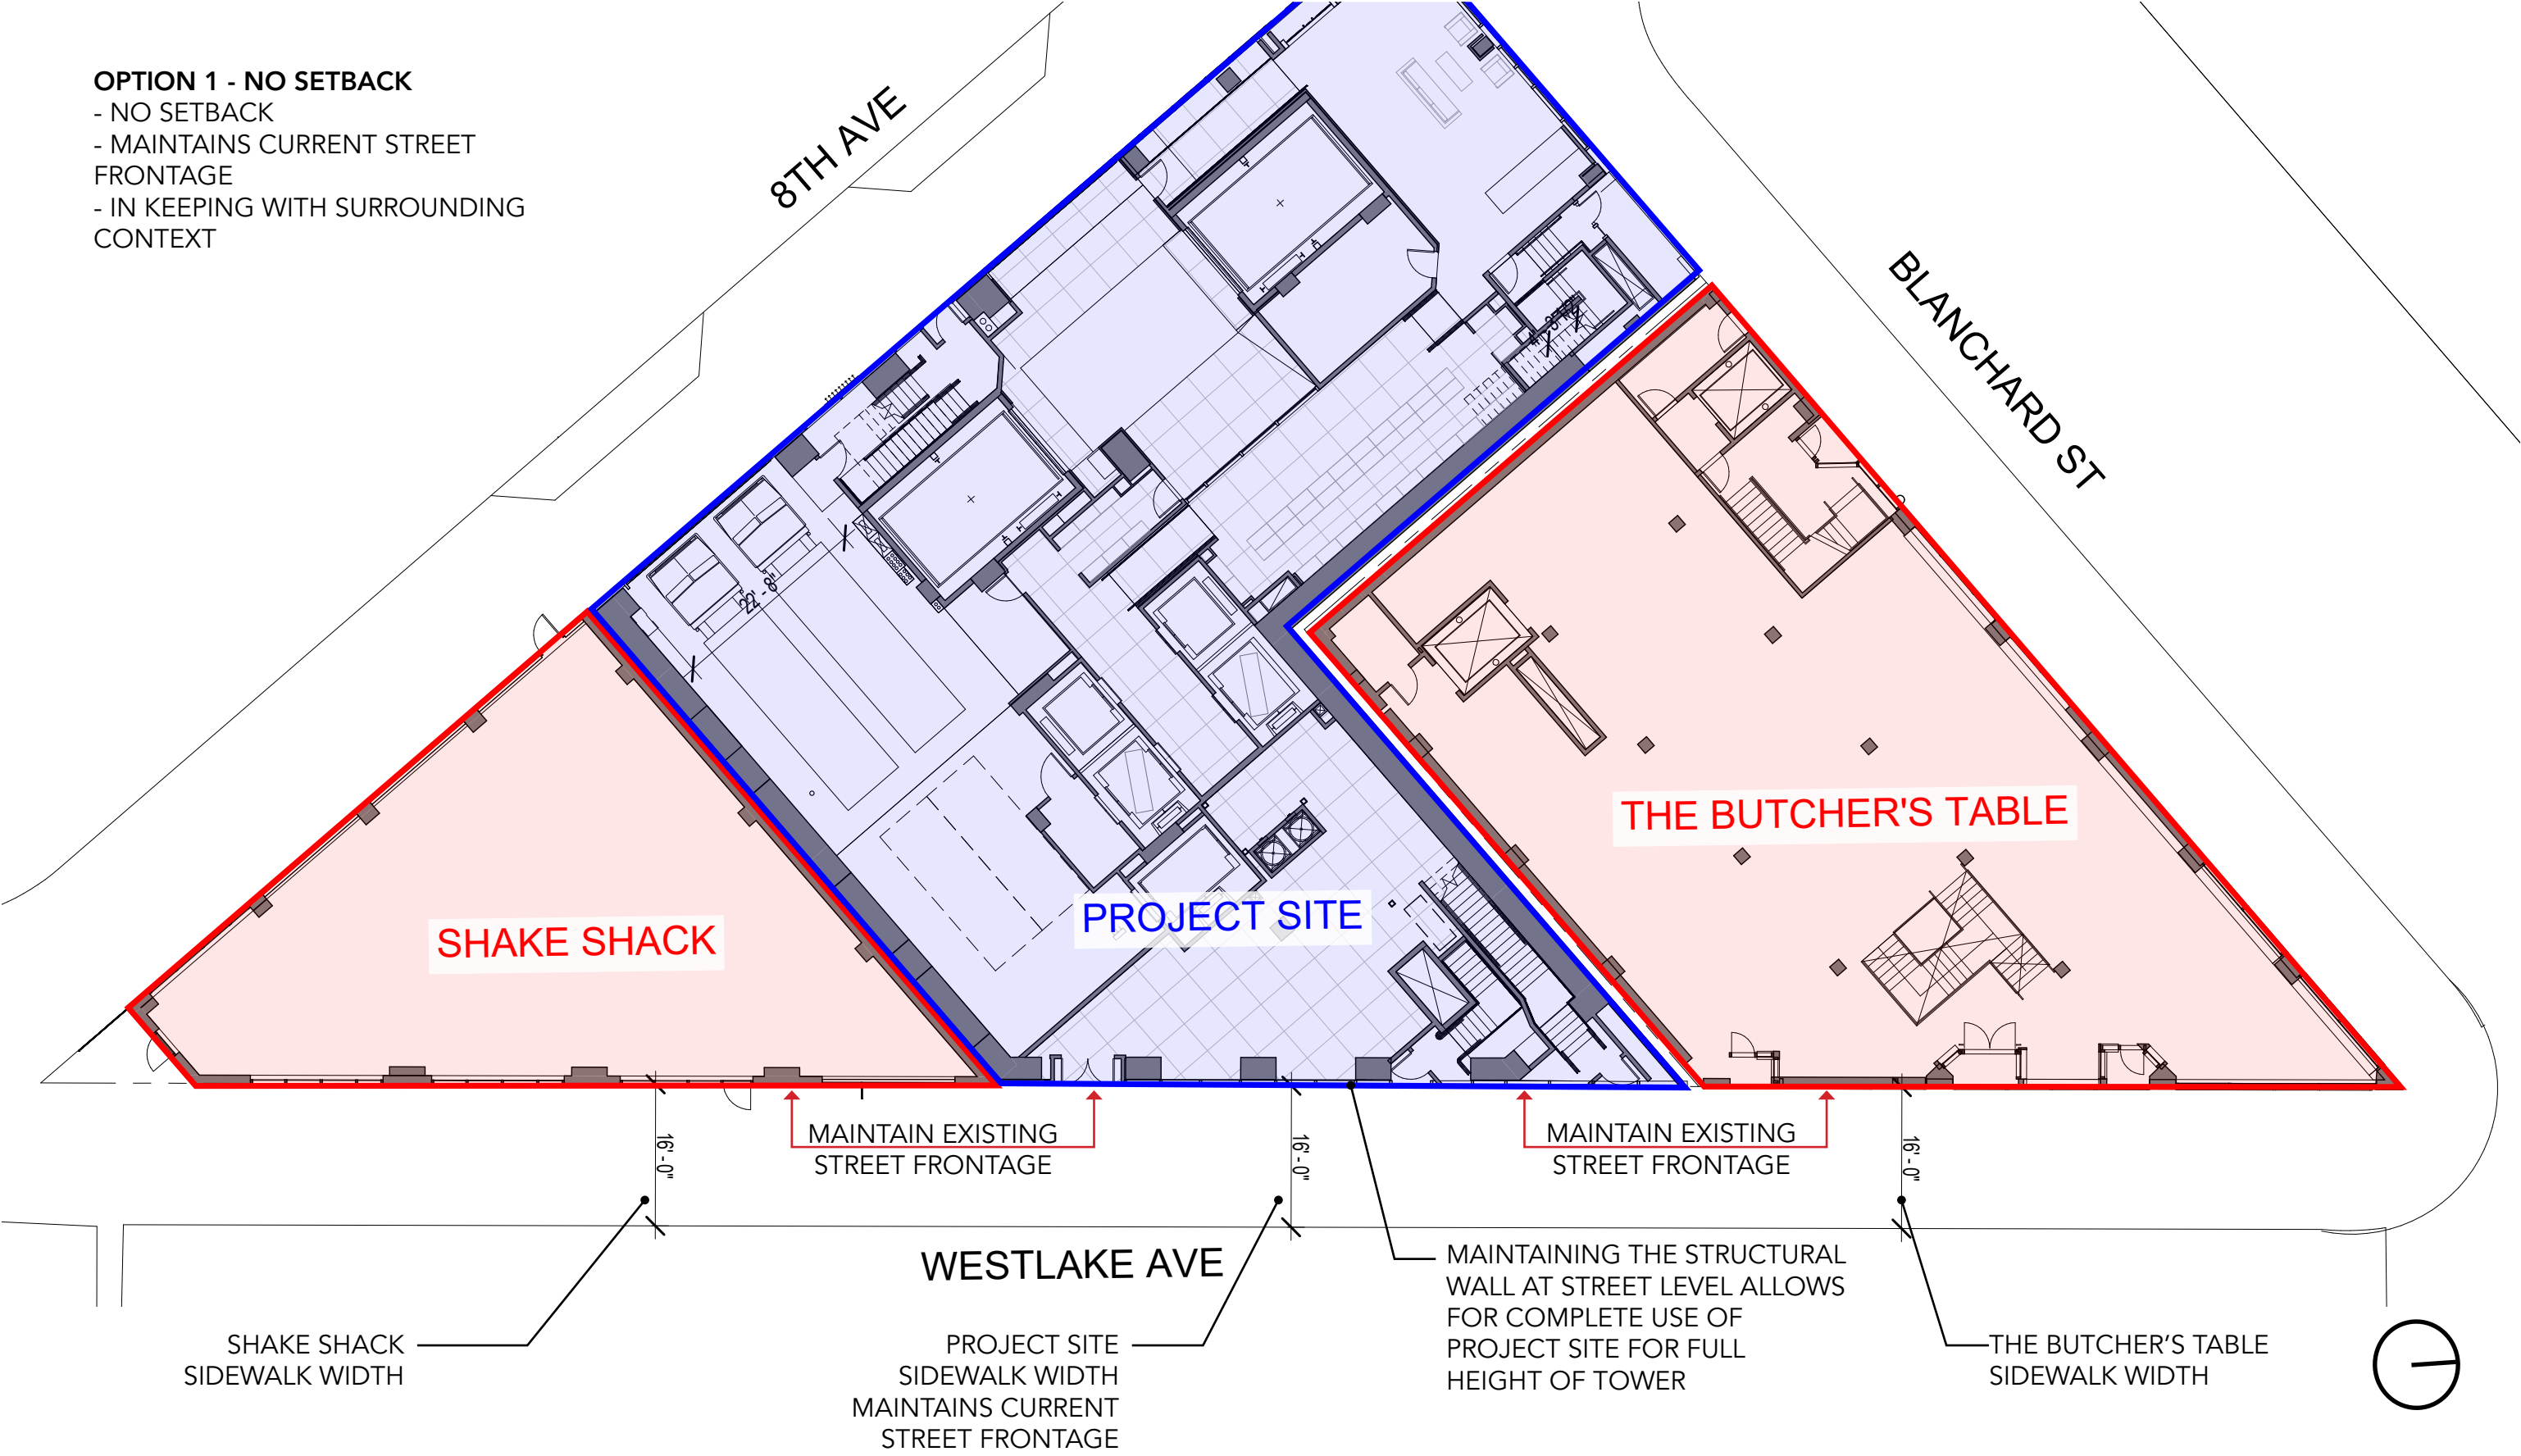 OPTION 1 - NO SETBACK
- NO SETBACK
- MAINTAINS CURRENT STREET
FRONTAGE
- IN KEEPING WITH SURROUNDING
CONTEXT
8TH AVE
BLANCHARD ST
22' - 8"
THE BUTCHER'S TABLE
PROJECT SITE
SHAKE SHACK
MAINTAIN EXISTING
STREET FRONTAGE
MAINTAIN EXISTING
STREET FRONTAGE
16' - 0"
16' - 0"
16' - 0"
WESTLAKE AVE
SHAKE SHACK
SIDEWALK WIDTH
PROJECT SITE
SIDEWALK WIDTH
MAINTAINS CURRENT
STREET FRONTAGE
MAINTAINING THE STRUCTURAL
WALL AT STREET LEVEL ALLOWS
FOR COMPLETE USE OF
PROJECT SITE FOR FULL
HEIGHT OF TOWER
THE BUTCHER’S TABLE
SIDEWALK WIDTH